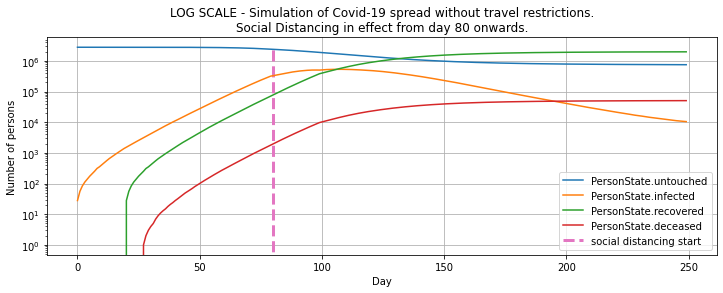 LOG SCALE - Simulation of Covid-19 spread without travel restrictions.
Social Distancing in effect from day 80 onwards.
Number of persons
10^6
10^5
10^4
10^3
10^2
10^1
10^0
PersonState.untouched
PersonState.infected
PersonState.recovered
PersonState.deceased
social distancing start
0 50 100 150 200 250
Day